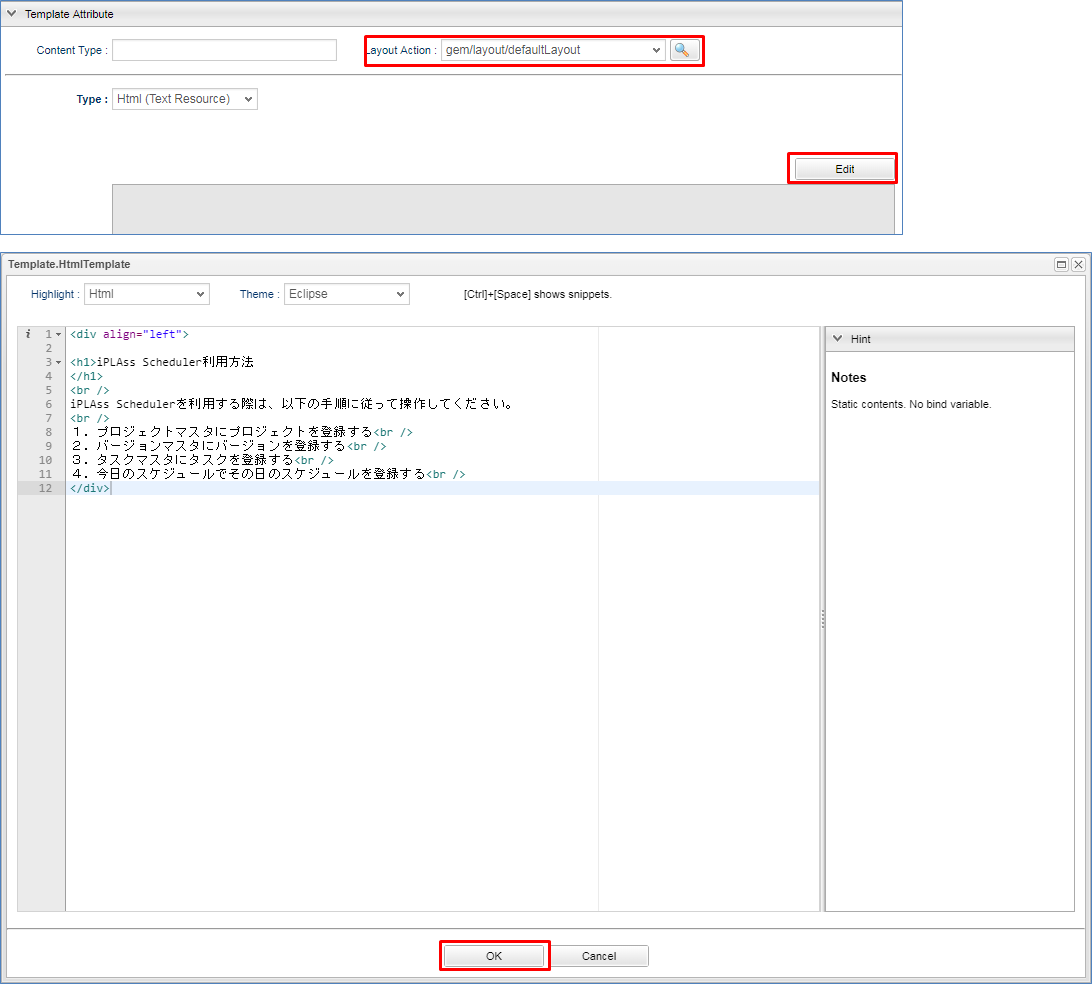 Template Attribute
Content Type :
Layout Action : gem/layout/defaultLayout
Type : Html (Text Resource)
Edit
Template.HtmlTemplate
Highlight : Html Theme : Eclipse [Ctrl]+[Space] shows snippets.
i 1 <div align="left">
2
3 <h1>iPLAss Scheduler利用方法
4 </h1>
5 <br />
6 iPLAss Schedulerを利用する際は、以下の手順に従って操作してください。
7 <br />
8 １．プロジェクトマスタにプロジェクトを登録する<br />
9 ２．バージョンマスタにバージョンを登録する<br />
10 ３．タスクマスタにタスクを登録する<br />
11 ４．今日のスケジュールでその日のスケジュールを登録する<br />
12 </div>
Hint
Notes
Static contents. No bind variable.
OK Cancel